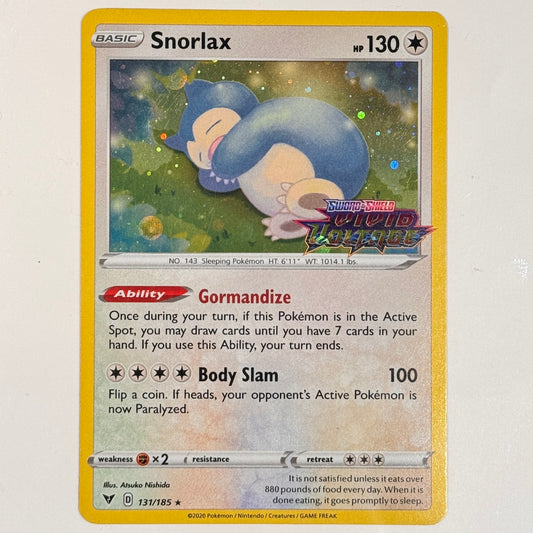 BASIC Snorlax HP 130
SWORD & SHIELD
VIVID
VOLTAGE
NO. 143 Sleeping Pokémon HT: 6'11" WT: 1014.1 lbs.
Ability Gormandize
Once during your turn, if this Pokémon is in the Active
Spot, you may draw cards until you have 7 cards in your
hand. If you use this Ability, your turn ends.
Body Slam 100
Flip a coin. If heads, your opponent's Active Pokémon is
now Paralyzed.
weakness ×2 resistance retreat
Illus. Atsuko Nishida
It is not satisfied unless it eats over
880 pounds of food every day. When it is
done eating, it goes promptly to sleep.
D 131/185 ★
©2020 Pokémon / Nintendo / Creatures / GAME FREAK